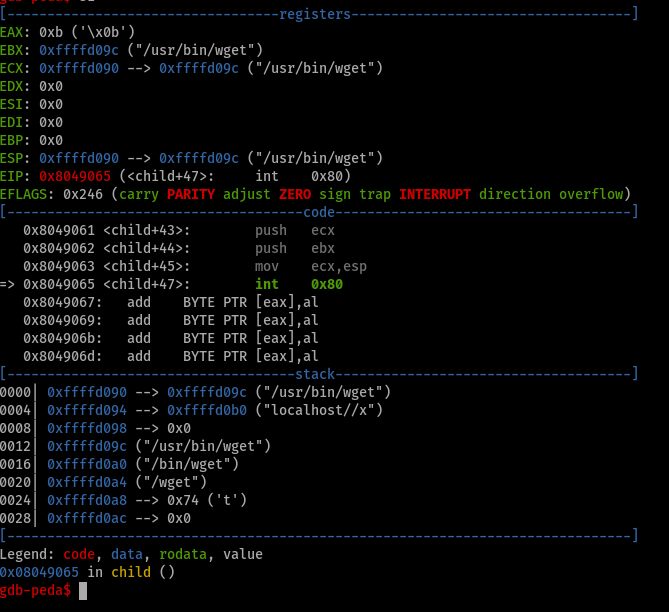 [----------------------------------registers-----------------------------------]
EAX: 0xb ('\x0b')
EBX: 0xffffd09c ("/usr/bin/wget")
ECX: 0xffffd090 --> 0xffffd09c ("/usr/bin/wget")
EDX: 0x0
ESI: 0x0
EDI: 0x0
EBP: 0x0
ESP: 0xffffd090 --> 0xffffd09c ("/usr/bin/wget")
EIP: 0x8049065 (<child+47>:     int    0x80)
EFLAGS: 0x246 (carry PARITY adjust ZERO sign trap INTERRUPT direction overflow)
[-------------------------------------code-------------------------------------]
   0x8049061 <child+43>:        push   ecx
   0x8049062 <child+44>:        push   ebx
   0x8049063 <child+45>:        mov    ecx,esp
=> 0x8049065 <child+47>:        int    0x80
   0x8049067:   add    BYTE PTR [eax],al
   0x8049069:   add    BYTE PTR [eax],al
   0x804906b:   add    BYTE PTR [eax],al
   0x804906d:   add    BYTE PTR [eax],al
[------------------------------------stack-------------------------------------]
0000| 0xffffd090 --> 0xffffd09c ("/usr/bin/wget")
0004| 0xffffd094 --> 0xffffd0b0 ("localhost//x")
0008| 0xffffd098 --> 0x0
0012| 0xffffd09c ("/usr/bin/wget")
0016| 0xffffd0a0 ("/bin/wget")
0020| 0xffffd0a4 ("/wget")
0024| 0xffffd0a8 --> 0x74 ('t')
0028| 0xffffd0ac --> 0x0
[------------------------------------------------------------------------------]
Legend: code, data, rodata, value
0x08049065 in child ()
gdb-peda$